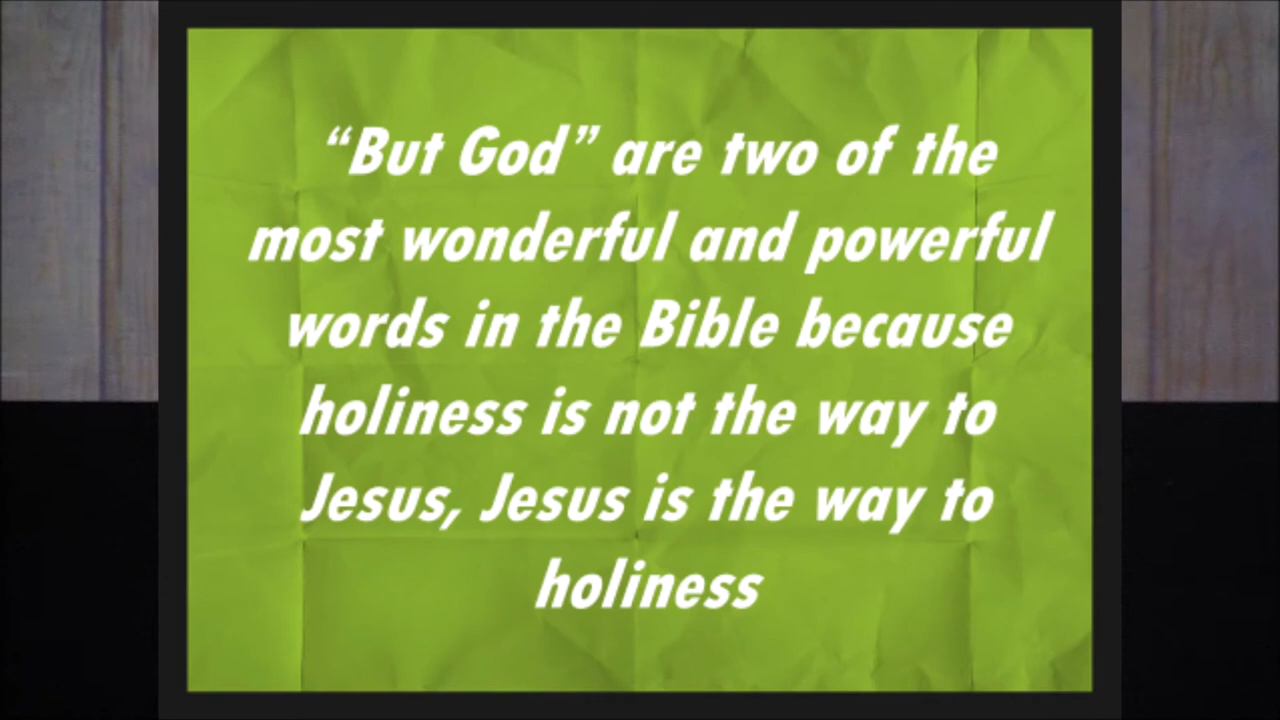 “But God” are two of the
most wonderful and powerful
words in the Bible because
holiness is not the way to
Jesus, Jesus is the way to
holiness